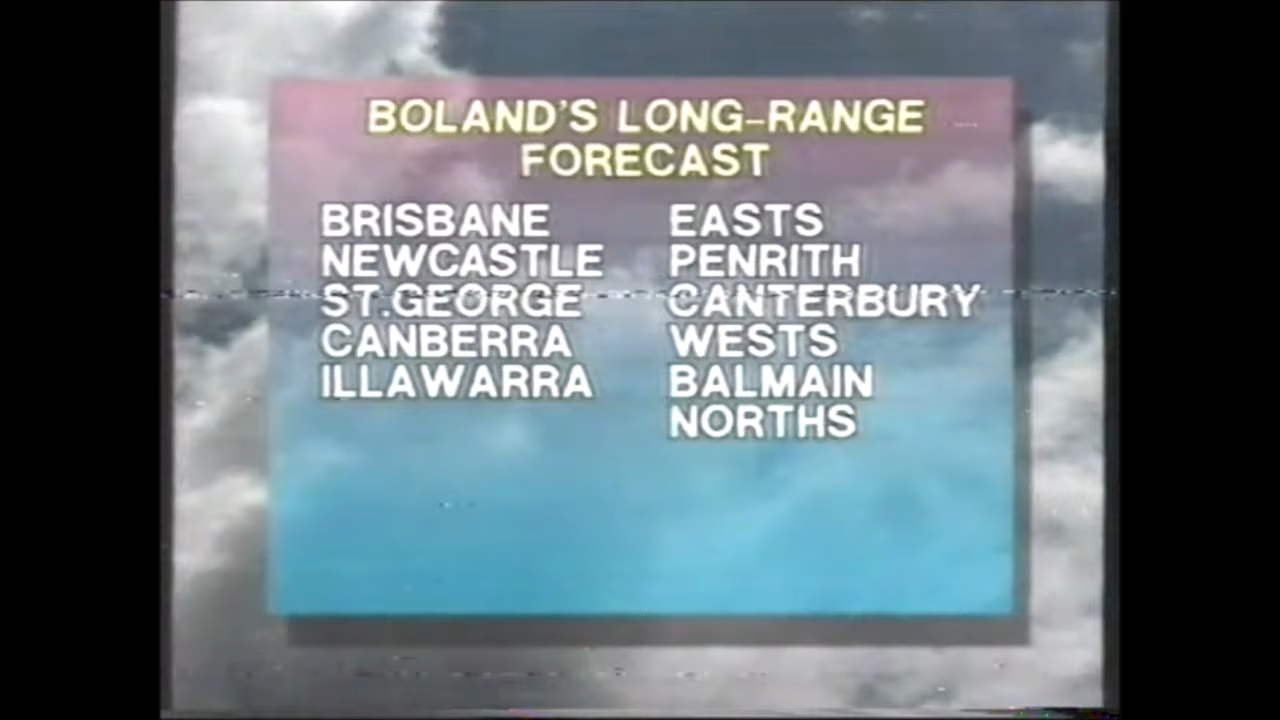 BOLAND'S LONG-RANGE
FORECAST
BRISBANE
NEWCASTLE
ST.GEORGE
CANBERRA
ILLAWARRA
EASTS
PENRITH
CANTERBURY
WESTS
BALMAIN
NORTHS